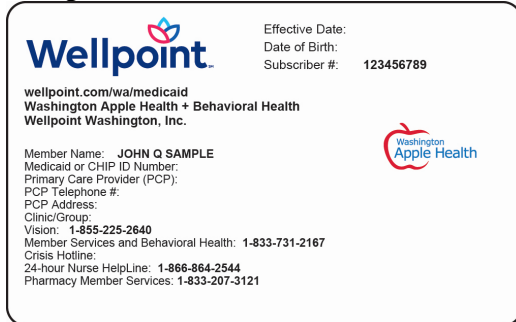 Wellpoint
SM
Effective Date:
Date of Birth:
Subscriber #: 123456789
wellpoint.com/wa/medicaid
Washington Apple Health + Behavioral Health
Wellpoint Washington, Inc.
Washington
Apple Health
Member Name: JOHN Q SAMPLE
Medicaid or CHIP ID Number:
Primary Care Provider (PCP):
PCP Telephone #:
PCP Address:
Clinic/Group:
Vision: 1-855-225-2640
Member Services and Behavioral Health: 1-833-731-2167
Crisis Hotline:
24-hour Nurse HelpLine: 1-866-864-2544
Pharmacy Member Services: 1-833-207-3121